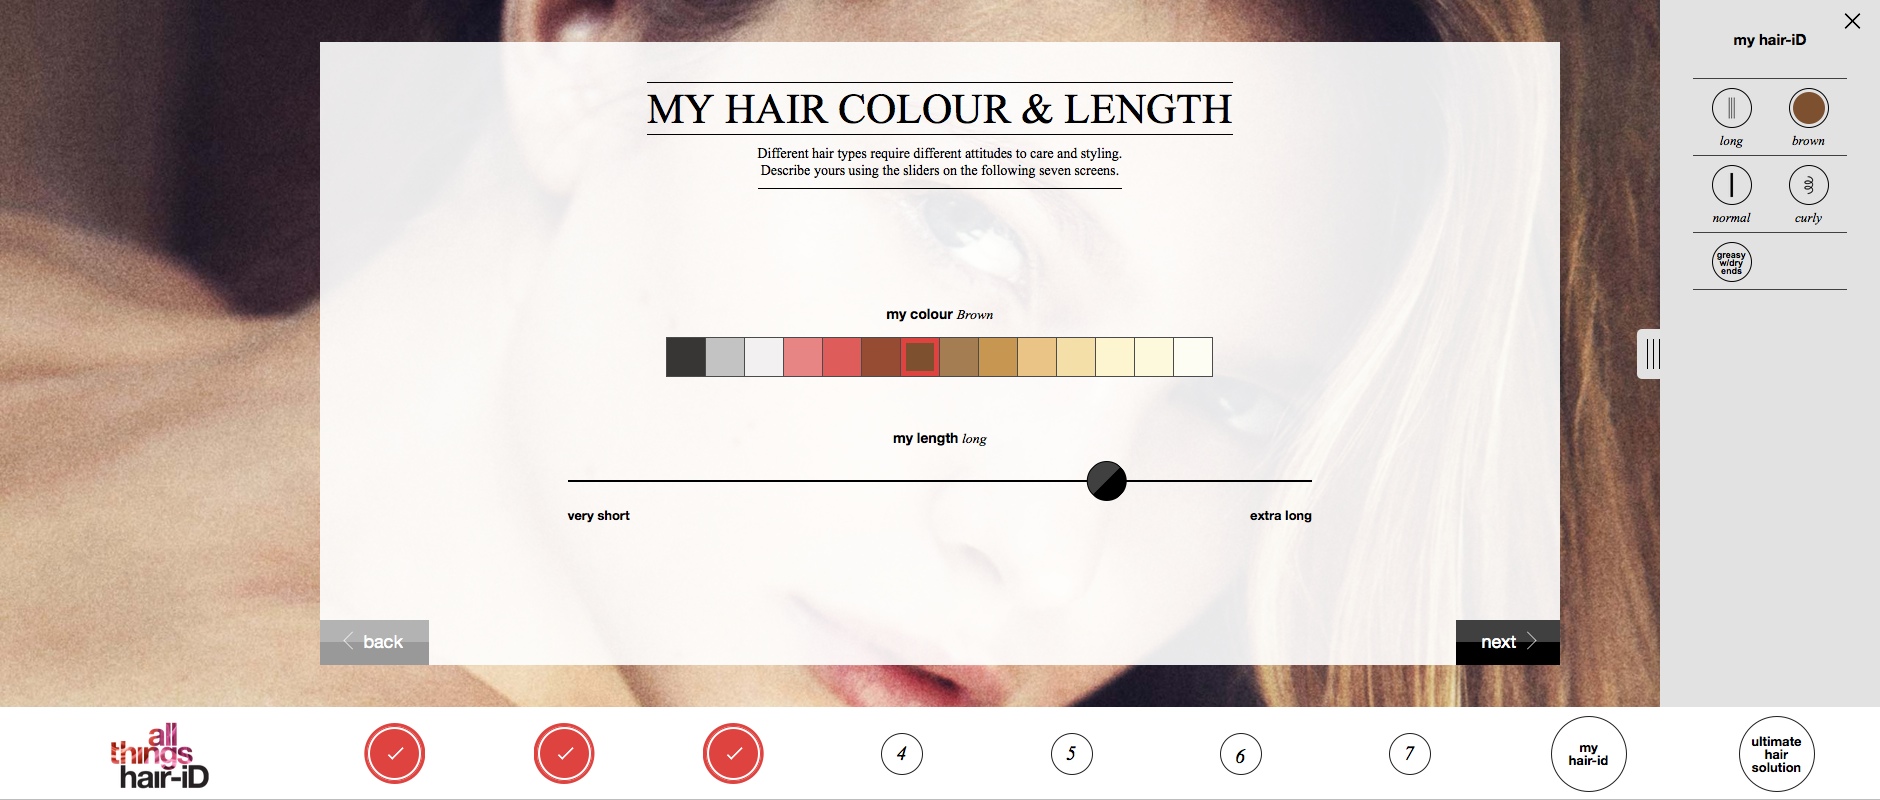 MY HAIR COLOUR & LENGTH
Different hair types require different attitudes to care and styling.
Describe yours using the sliders on the following seven screens.
my colour Brown
my length long
very short
extra long
back
next
my hair-iD
long
brown
normal
curly
greasy
w/dry
ends
all
things
hair-iD
4
5
6
7
my
hair-id
ultimate
hair
solution